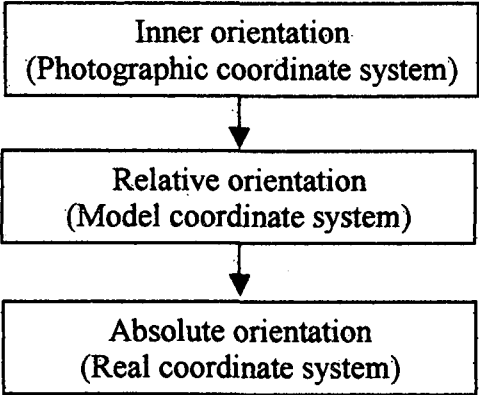 Inner orientation
(Photographic coordinate system)
Relative orientation
(Model coordinate system)
Absolute orientation
(Real coordinate system)